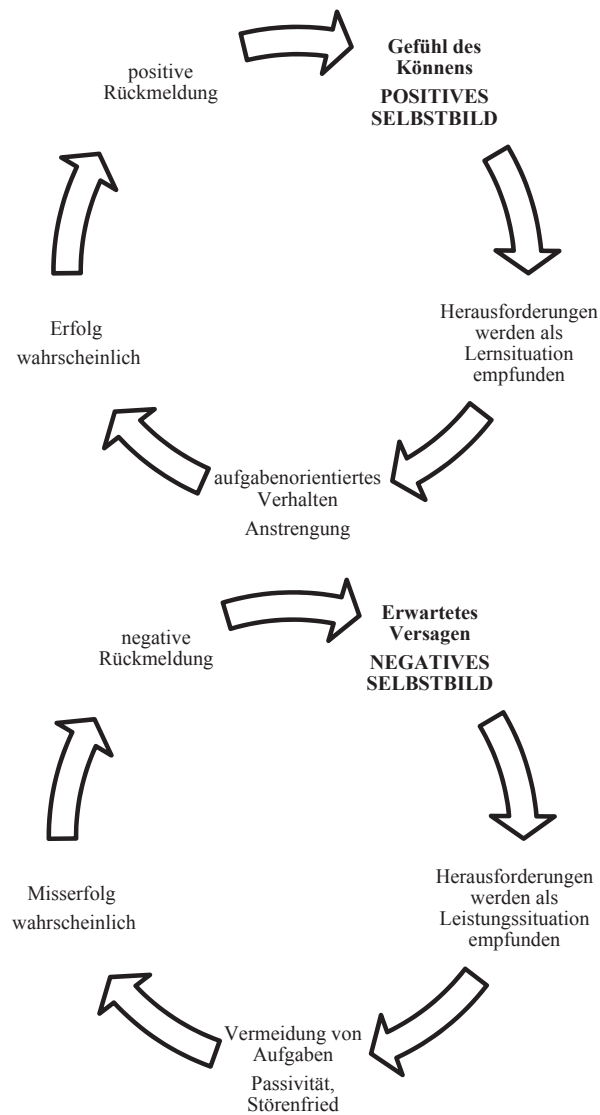 positive
Rückmeldung
Gefühl des
Könnens
POSITIVES
SELBSTBILD
Herausforderungen
werden als
Lernsituation
empfunden
aufgabenorientiertes
Verhalten
Anstrengung
Erfolg
wahrscheinlich
negative
Rückmeldung
Erwartetes
Versagen
NEGATIVES
SELBSTBILD
Herausforderungen
werden als
Leistungssituation
empfunden
Vermeidung von
Aufgaben
Passivität,
Störenfried
Misserfolg
wahrscheinlich